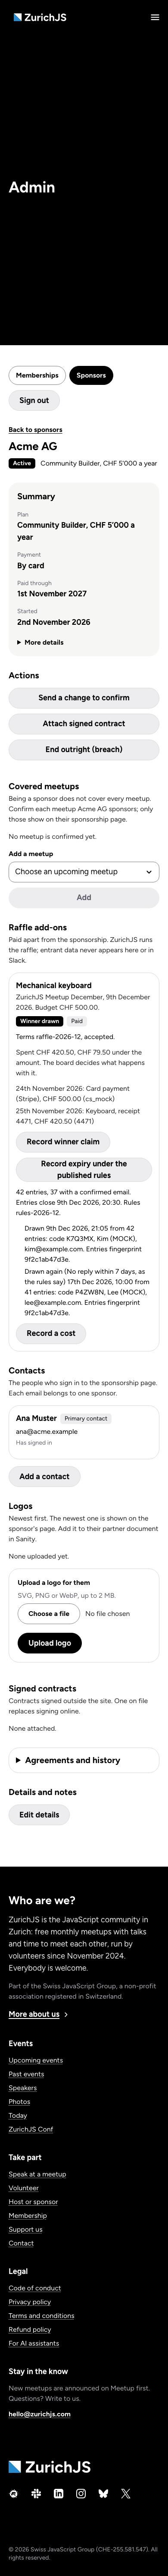 ZurichJS
Admin
Memberships
Sponsors
Sign out
Back to sponsors
Acme AG
Active
Community Builder, CHF 5'000 a year
Summary
Plan
Community Builder, CHF 5'000 a
year
Payment
By card
Paid through
1st November 2027
Started
2nd November 2026
More details
Actions
Send a change to confirm
Attach signed contract
End outright (breach)
Covered meetups
Being a sponsor does not cover every meetup.
Confirm each meetup Acme AG sponsors; only
those show on their sponsorship page.
No meetup is confirmed yet.
Add a meetup
Choose an upcoming meetup
Add
Raffle add-ons
Paid apart from the sponsorship. ZurichJS runs
the raffle; entrant data never appears here or in
Slack.
Mechanical keyboard
ZurichJS Meetup December, 9th December
2026. Budget CHF 500.00.
Winner drawn
Paid
Terms raffle-2026-12, accepted.
Spent CHF 420.50, CHF 79.50 under the
amount. The board decides what happens
with it.
24th November 2026: Card payment
(Stripe), CHF 500.00 (cs_mock)
25th November 2026: Keyboard, receipt
4471, CHF 420.50 (4471)
Record winner claim
Record expiry under the
published rules
42 entries, 37 with a confirmed email.
Entries close 9th Dec 2026, 20:30. Rules
rules-2026-12.
Drawn 9th Dec 2026, 21:05 from 42
entries: code K7Q3MX, Kim (MOCK),
kim@example.com. Entries fingerprint
9f2c1ab47d3e.
Drawn again (No reply within 7 days, as
the rules say) 17th Dec 2026, 10:00 from
41 entries: code P4ZW8N, Lee (MOCK),
lee@example.com. Entries fingerprint
9f2c1ab47d3e.
Record a cost
Contacts
The people who sign in to the sponsorship page.
Each email belongs to one sponsor.
Ana Muster
Primary contact
ana@acme.example
Has signed in
Add a contact
Logos
Newest first. The newest one is shown on the
sponsor's page. Add it to their partner document
in Sanity.
None uploaded yet.
Upload a logo for them
SVG, PNG or WebP, up to 2 MB.
Choose a file
No file chosen
Upload logo
Signed contracts
Contracts signed outside the site. One on file
replaces signing online.
None attached.
Agreements and history
Details and notes
Edit details
Who are we?
ZurichJS is the JavaScript community in
Zurich: free monthly meetups with talks
and time to meet each other, run by
volunteers since November 2024.
Everybody is welcome.
Part of the Swiss JavaScript Group, a non-profit
association registered in Switzerland.
More about us
Events
Upcoming events
Past events
Speakers
Photos
Today
ZurichJS Conf
Take part
Speak at a meetup
Volunteer
Host or sponsor
Membership
Support us
Contact
Legal
Code of conduct
Privacy policy
Terms and conditions
Refund policy
For AI assistants
Stay in the know
New meetups are announced on Meetup first.
Questions? Write to us.
hello@zurichjs.com
ZurichJS
© 2026 Swiss JavaScript Group (CHE-255.581.547). All
rights reserved.